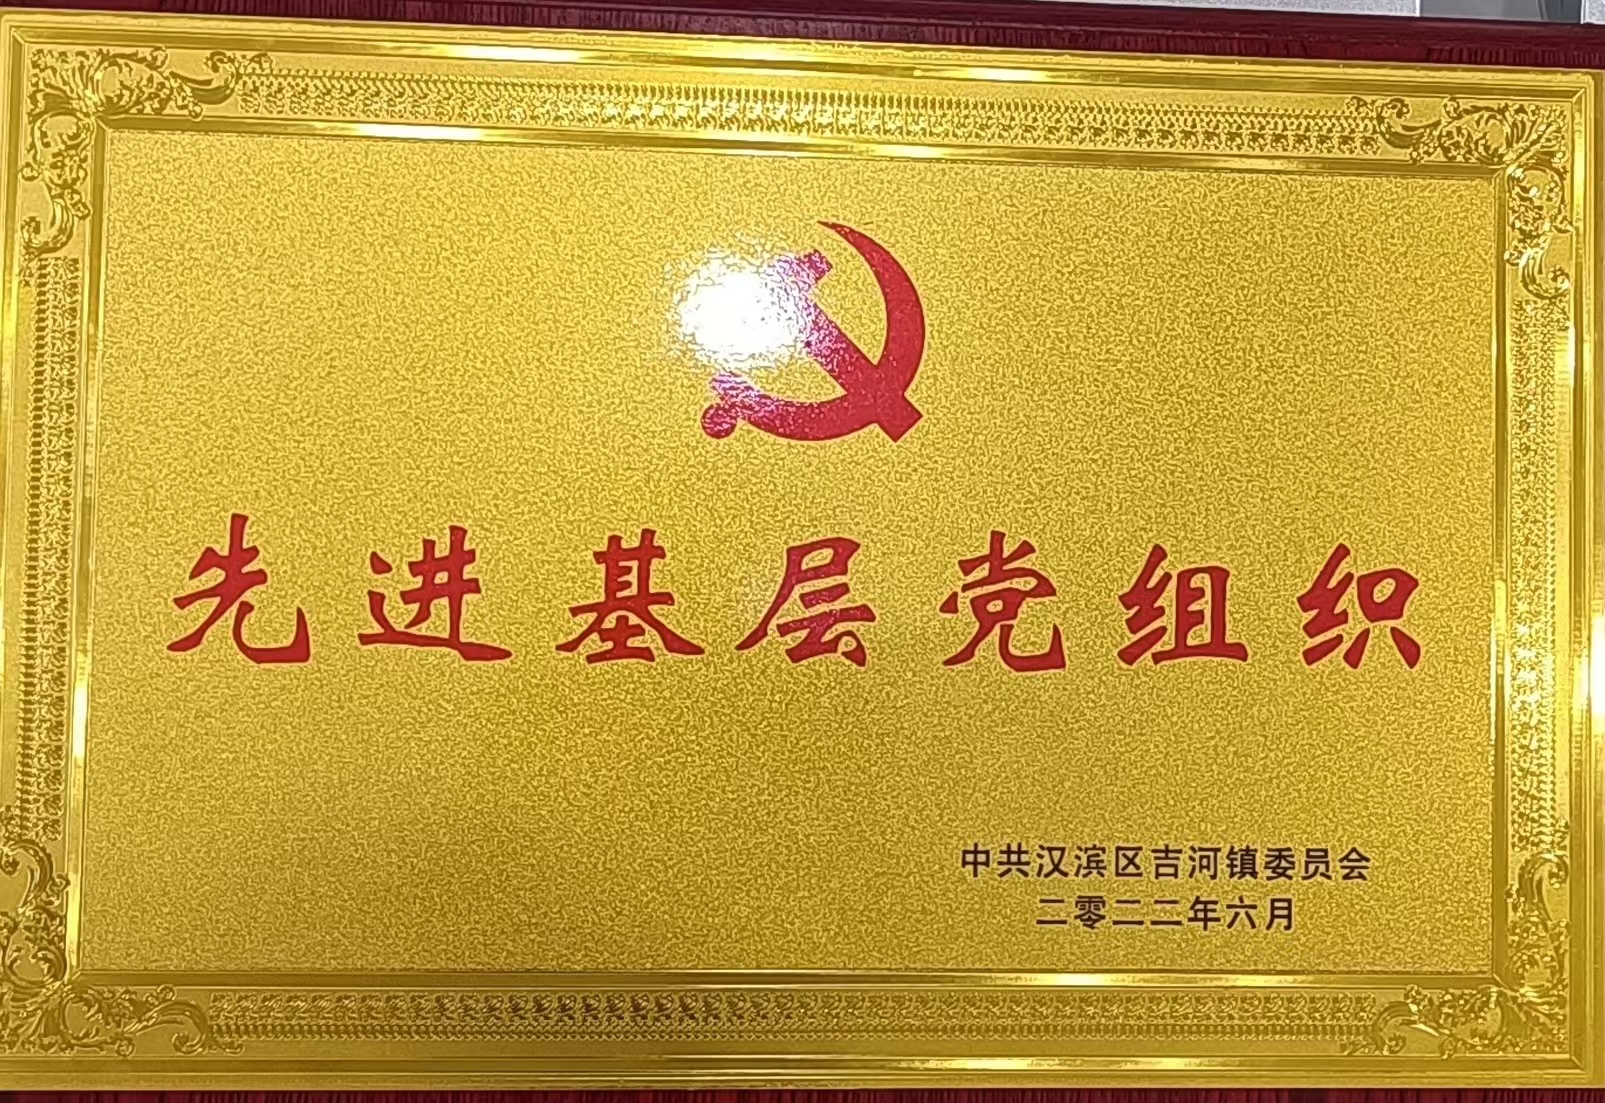 先进基层党组织
中共汉滨区吉河镇委员会
二零二二年六月